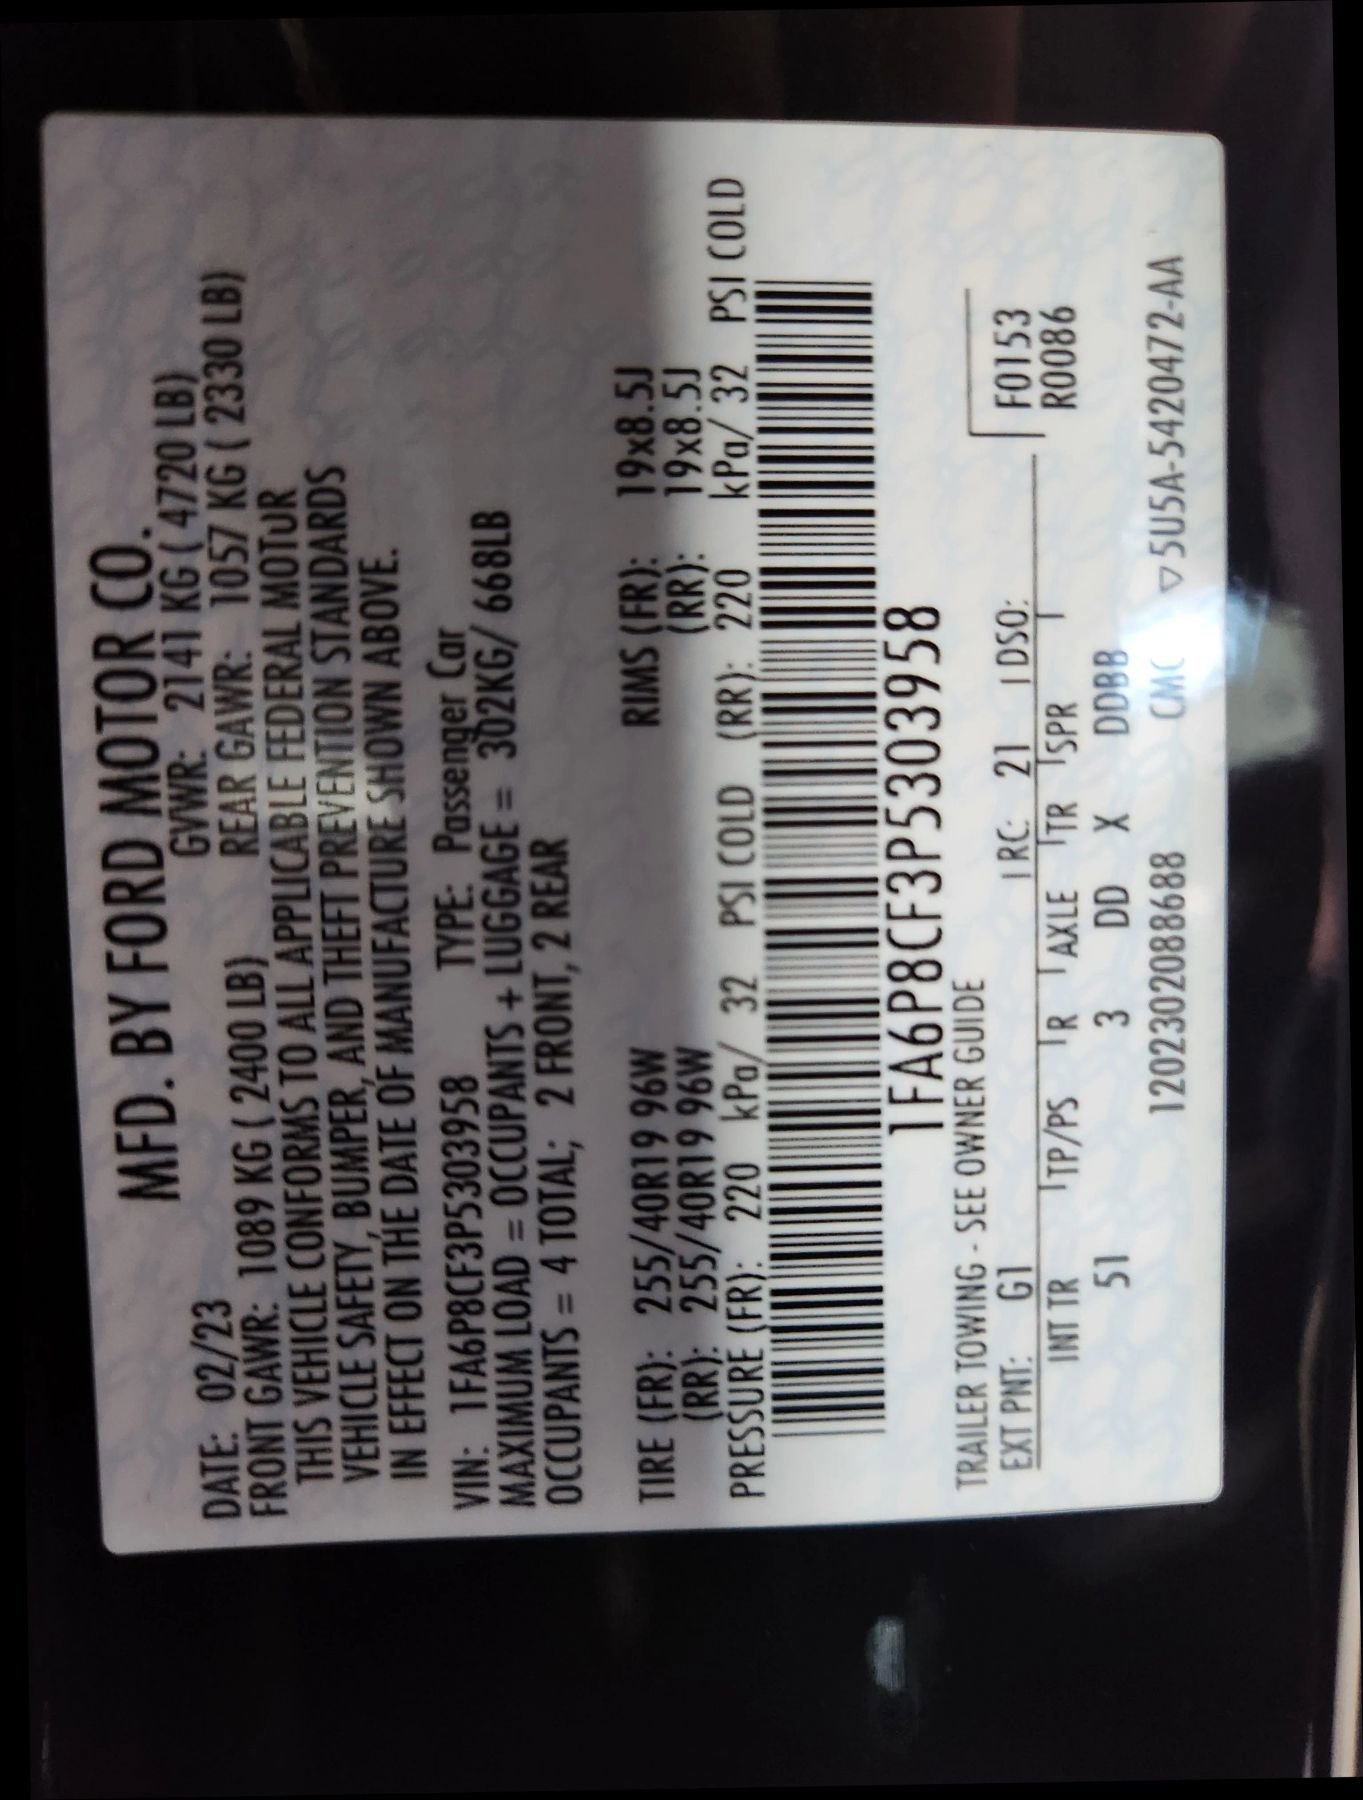 MFD. BY FORD MOTOR CO.
DATE: 02/23 GVWR: 2141 KG ( 4720 LB)
FRONT GAWR: 1089 KG ( 2400 LB) REAR GAWR: 1057 KG ( 2330 LB)
THIS VEHICLE CONFORMS TO ALL APPLICABLE FEDERAL MOTOR
VEHICLE SAFETY, BUMPER, AND THEFT PREVENTION STANDARDS
IN EFFECT ON THE DATE OF MANUFACTURE SHOWN ABOVE.
VIN: 1FA6P8CF3P5303958 TYPE: Passenger Car
MAXIMUM LOAD = OCCUPANTS + LUGGAGE = 302KG/ 668LB
OCCUPANTS = 4 TOTAL; 2 FRONT, 2 REAR
TIRE (FR): 255/40R19 96W RIMS (FR): 19x8.5J
(RR): 255/40R19 96W (RR): 19x8.5J
PRESSURE (FR): 220 kPa/ 32 PSI COLD (RR): 220 kPa/ 32 PSI COLD
1FA6P8CF3P5303958
TRAILER TOWING - SEE OWNER GUIDE
EXT PNT: G1 RC: 21 DSO: F0153
INT TR TP/PS R AXLE TR SPR R0086
51 3 DD X DDBB
1202302088688 CMC ▽5U5A-5420472-AA